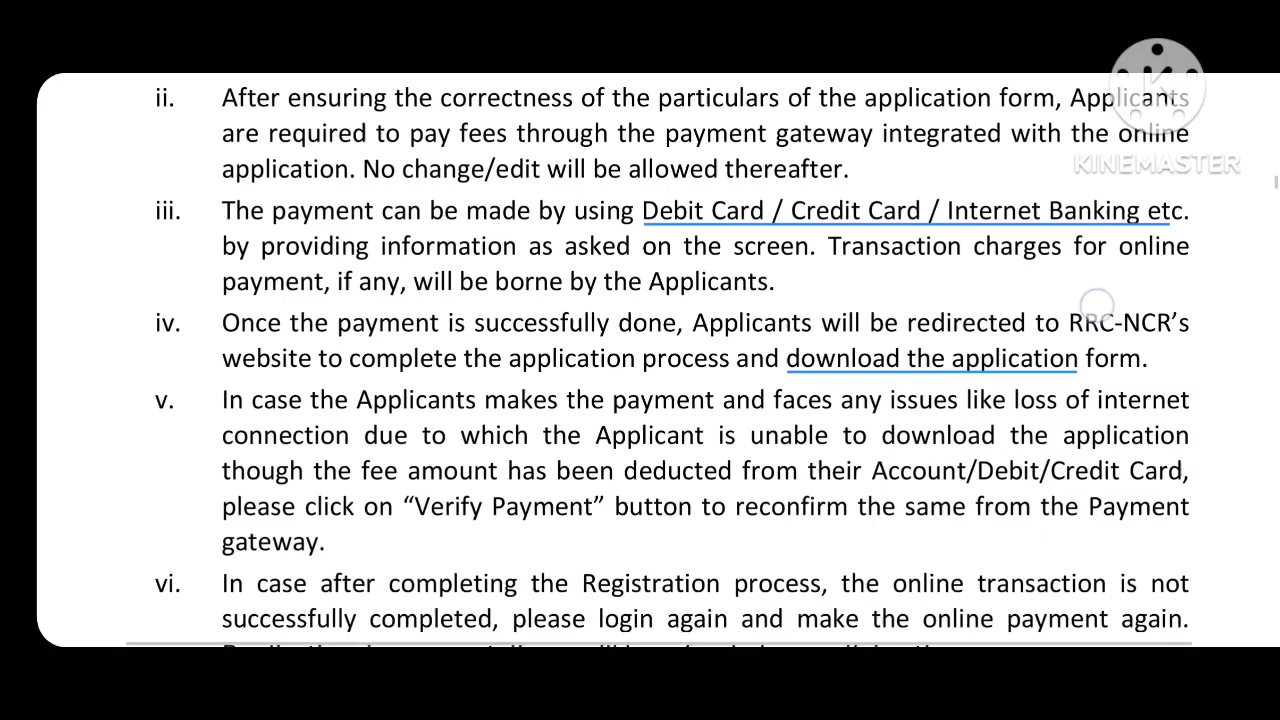 ii. After ensuring the correctness of the particulars of the application form, Applicants
are required to pay fees through the payment gateway integrated with the online
application. No change/edit will be allowed thereafter.
KINEMASTER
iii. The payment can be made by using Debit Card / Credit Card / Internet Banking etc.
by providing information as asked on the screen. Transaction charges for online
payment, if any, will be borne by the Applicants.
iv. Once the payment is successfully done, Applicants will be redirected to RRC-NCR’s
website to complete the application process and download the application form.
v. In case the Applicants makes the payment and faces any issues like loss of internet
connection due to which the Applicant is unable to download the application
though the fee amount has been deducted from their Account/Debit/Credit Card,
please click on “Verify Payment” button to reconfirm the same from the Payment
gateway.
vi. In case after completing the Registration process, the online transaction is not
successfully completed, please login again and make the online payment again.